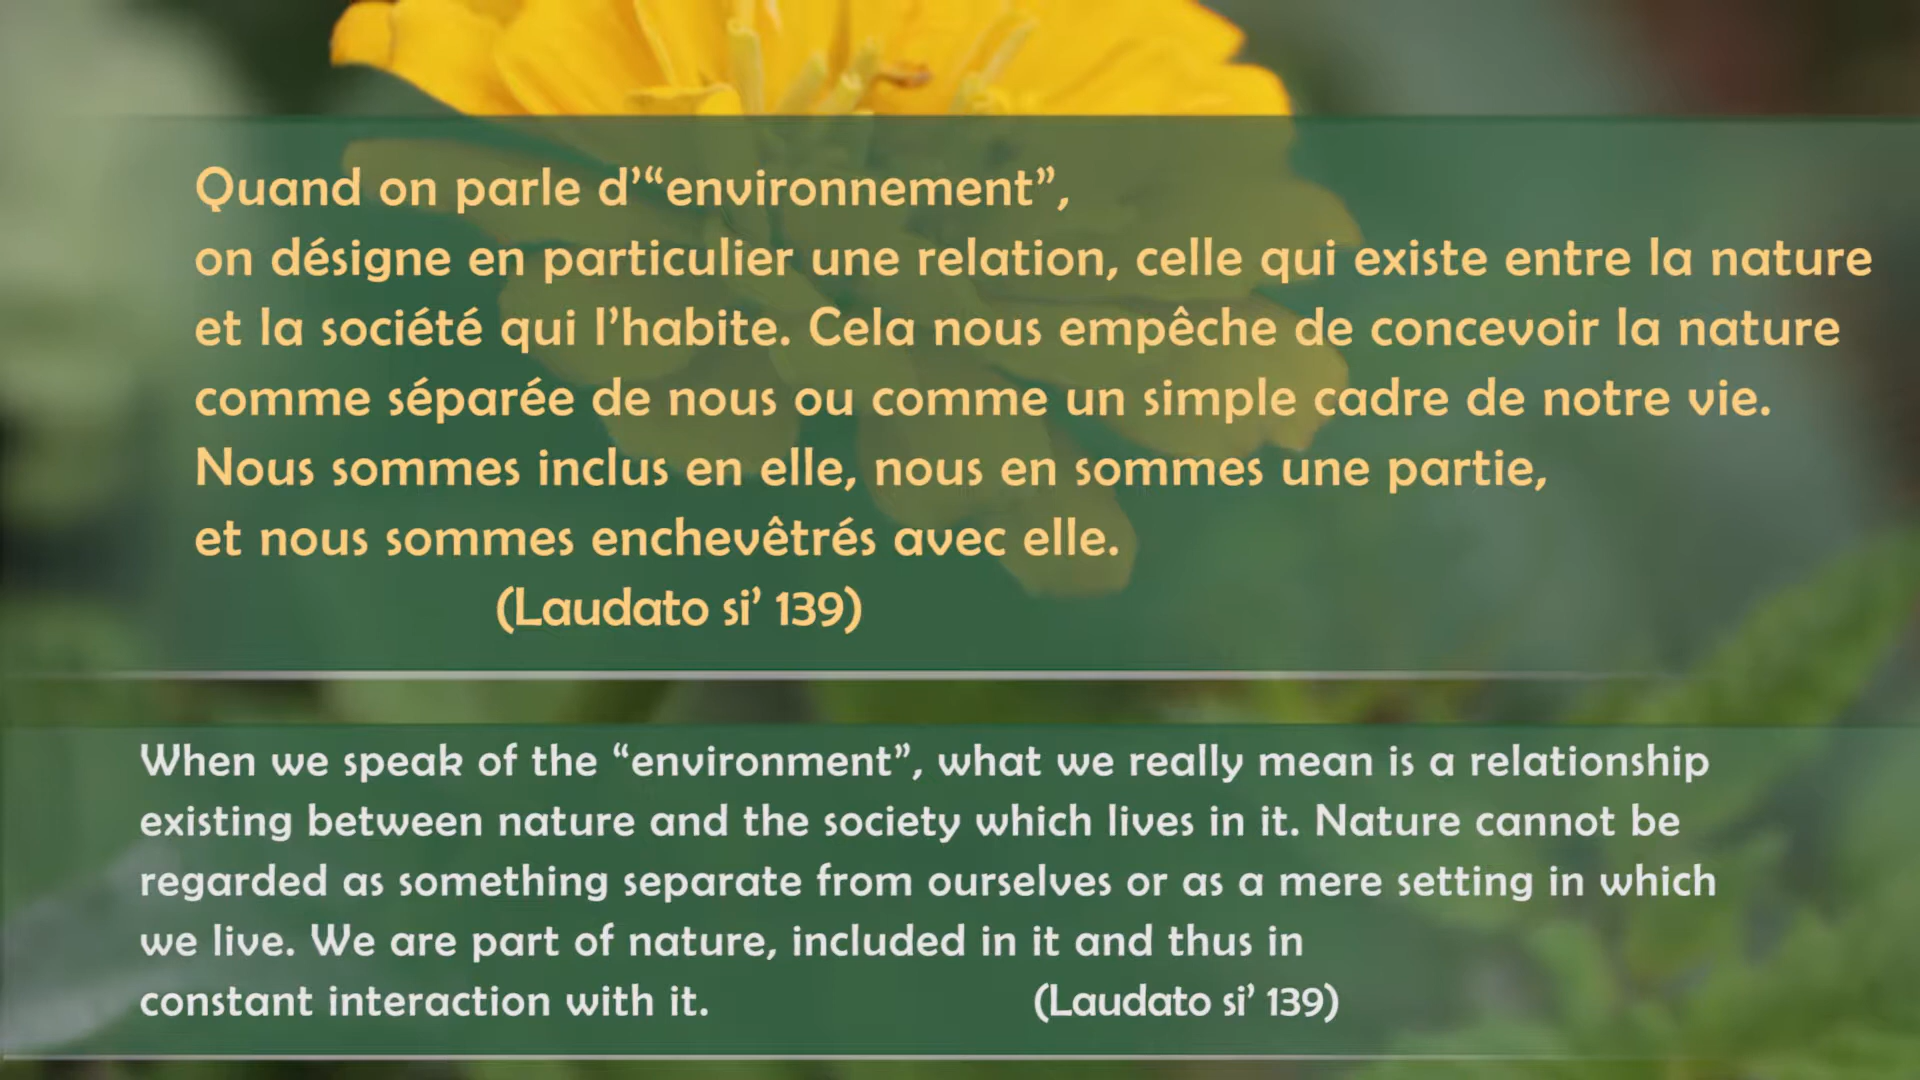 Quand on parle d’“environnement”,
on désigne en particulier une relation, celle qui existe entre la nature
et la société qui l’habite. Cela nous empêche de concevoir la nature
comme séparée de nous ou comme un simple cadre de notre vie.
Nous sommes inclus en elle, nous en sommes une partie,
et nous sommes enchevêtrés avec elle.
(Laudato si’ 139)
When we speak of the “environment”, what we really mean is a relationship
existing between nature and the society which lives in it. Nature cannot be
regarded as something separate from ourselves or as a mere setting in which
we live. We are part of nature, included in it and thus in
constant interaction with it. (Laudato si’ 139)